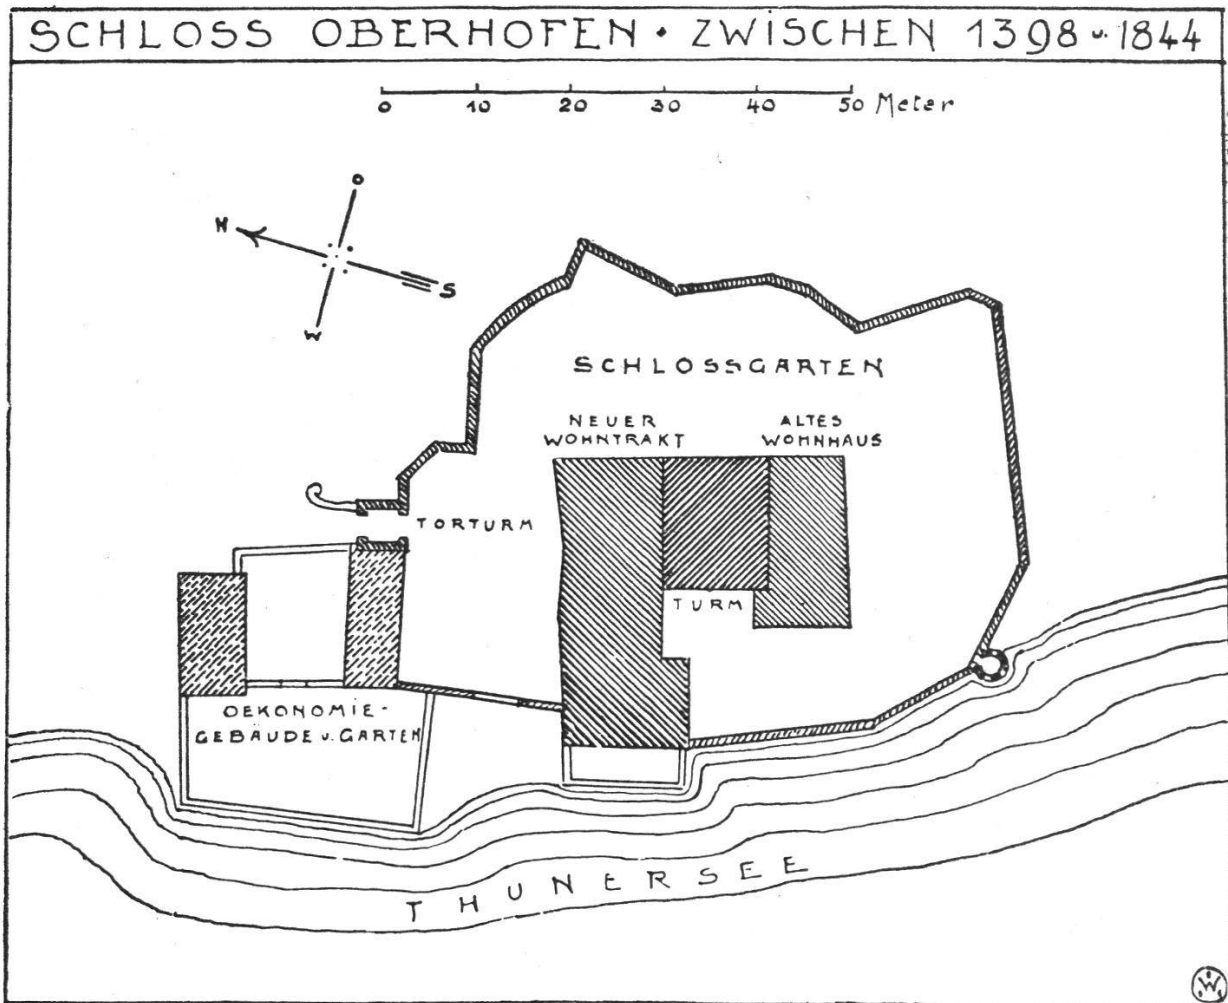 SCHLOSS OBERHOFEN · ZWISCHEN 1398 u. 1844
0 10 20 30 40 50 Meter
O
N
S
W
SCHLOSSGARTEN
NEUER
WOHNTRAKT
ALTES
WOHNHAUS
TORTURM
TURM
OEKONOMIE-
GEBÄUDE u. GARTEN
THUNERSEE
W